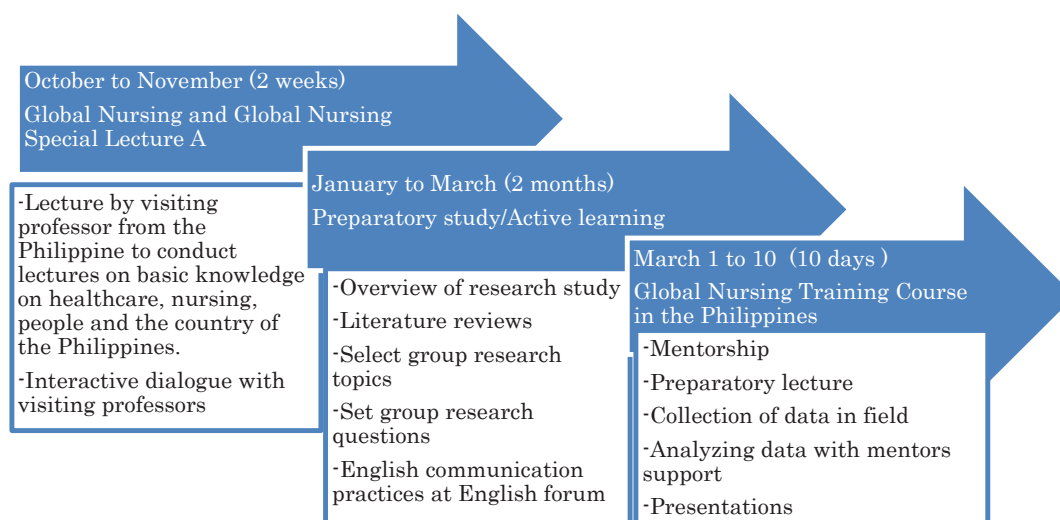 October to November (2 weeks)
Global Nursing and Global Nursing
Special Lecture A
-Lecture by visiting
professor from the
Philippine to conduct
lectures on basic knowledge
on healthcare, nursing,
people and the country of
the Philippines.
-Interactive dialogue with
visiting professors
January to March (2 months)
Preparatory study/Active learning
-Overview of research study
-Literature reviews
-Select group research
topics
-Set group research
questions
-English communication
practices at English forum
March 1 to 10 (10 days )
Global Nursing Training Course
in the Philippines
-Mentorship
-Preparatory lecture
-Collection of data in field
-Analyzing data with mentors
support
-Presentations